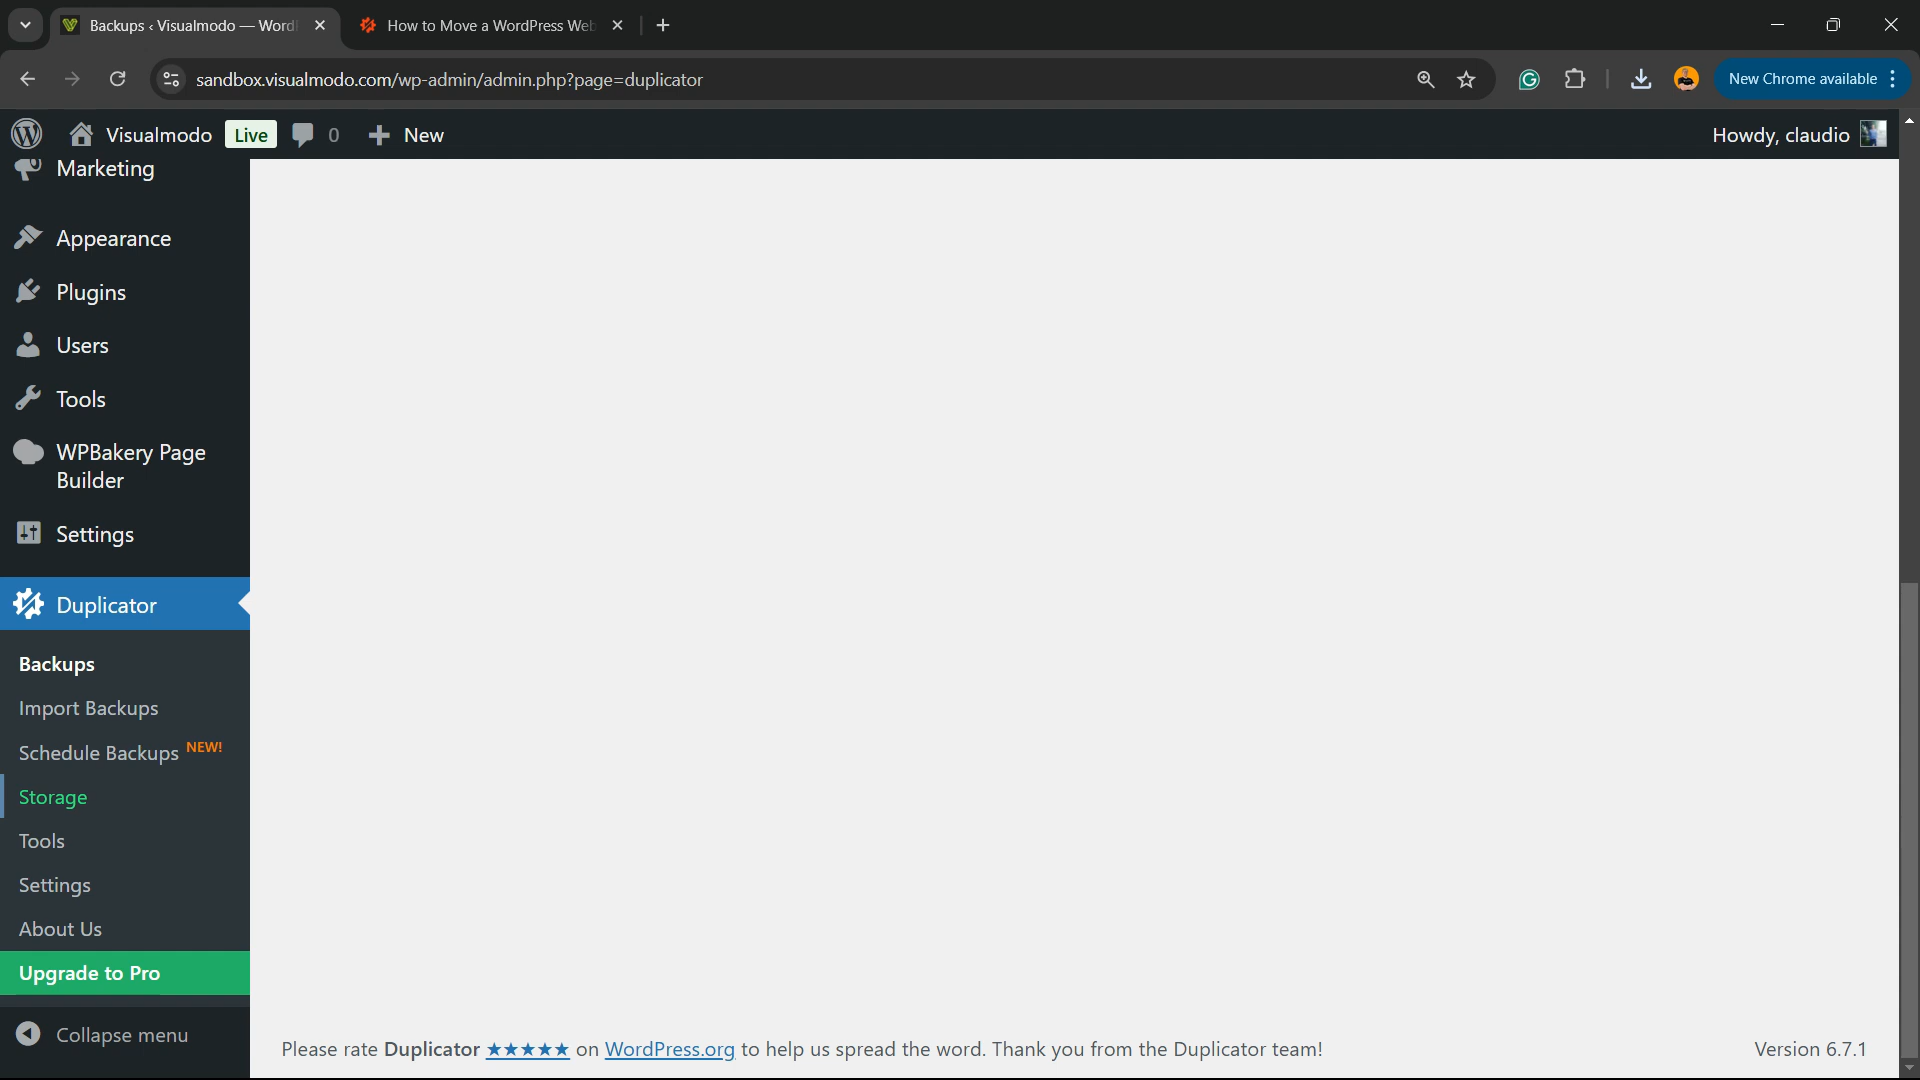 Backups ‹ Visualmodo — Word
How to Move a WordPress Web
sandbox.visualmodo.com/wp-admin/admin.php?page=duplicator
New Chrome available
Visualmodo
Live
0
New
Howdy, claudio
Marketing
Appearance
Plugins
Users
Tools
WPBakery Page
Builder
Settings
Duplicator
Backups
Import Backups
Schedule Backups NEW!
Storage
Tools
Settings
About Us
Upgrade to Pro
Collapse menu
Please rate Duplicator ★★★★★ on WordPress.org to help us spread the word. Thank you from the Duplicator team!
Version 6.7.1